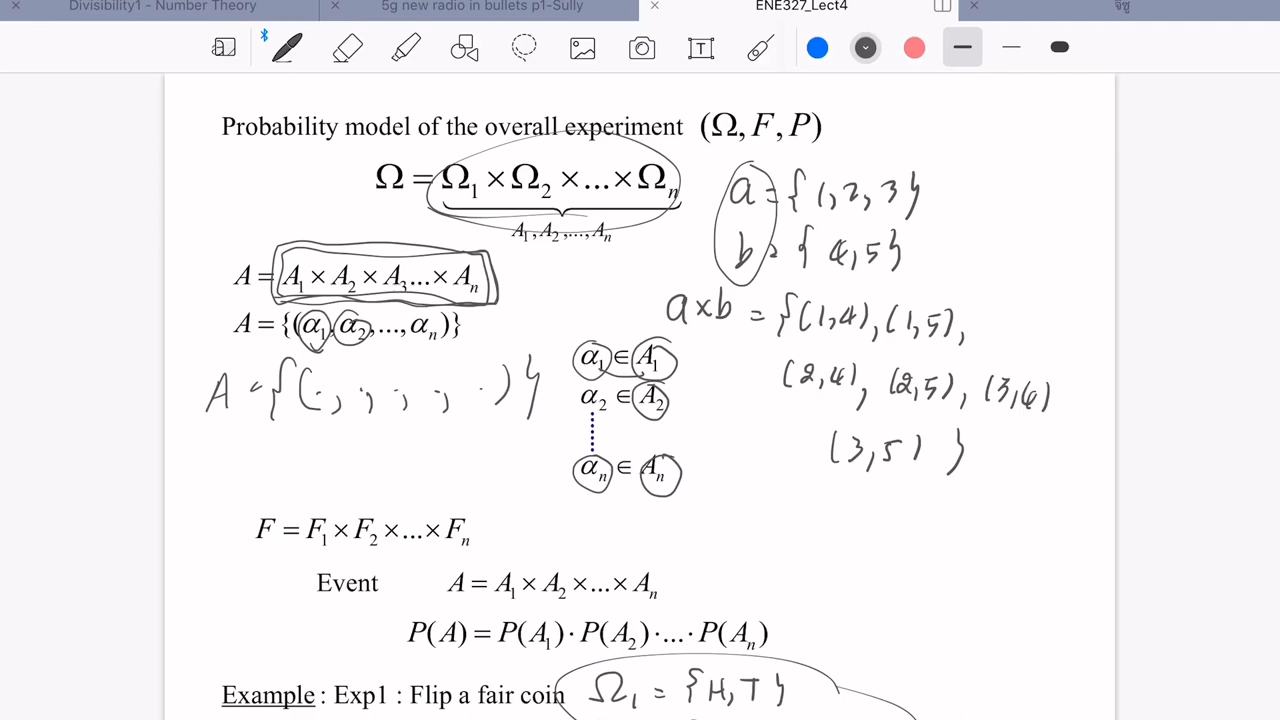 Divisibility1 - Number Theory
5g new radio in bullets p1-Sully
ENE327_Lect4
จิซู
Probability model of the overall experiment (Ω, F, P)
Ω = Ω₁ × Ω₂ × ... × Ωₙ
A₁, A₂, ..., Aₙ
a = {1, 2, 3}
b = {4, 5}
A = A₁ × A₂ × A₃ ... × Aₙ
a × b = {(1,4), (1,5),
A = {(α₁, α₂, ..., αₙ)}
α₁ ∈ A₁
(2,4), (2,5), (3,4)
A = {(., ., ., ., .)}
α₂ ∈ A₂
(3,5) }
αₙ ∈ Aₙ
F = F₁ × F₂ × ... × Fₙ
Event A = A₁ × A₂ × ... × Aₙ
P(A) = P(A₁) · P(A₂) · ... · P(Aₙ)
Example : Exp1 : Flip a fair coin Ω₁ = {H, T}